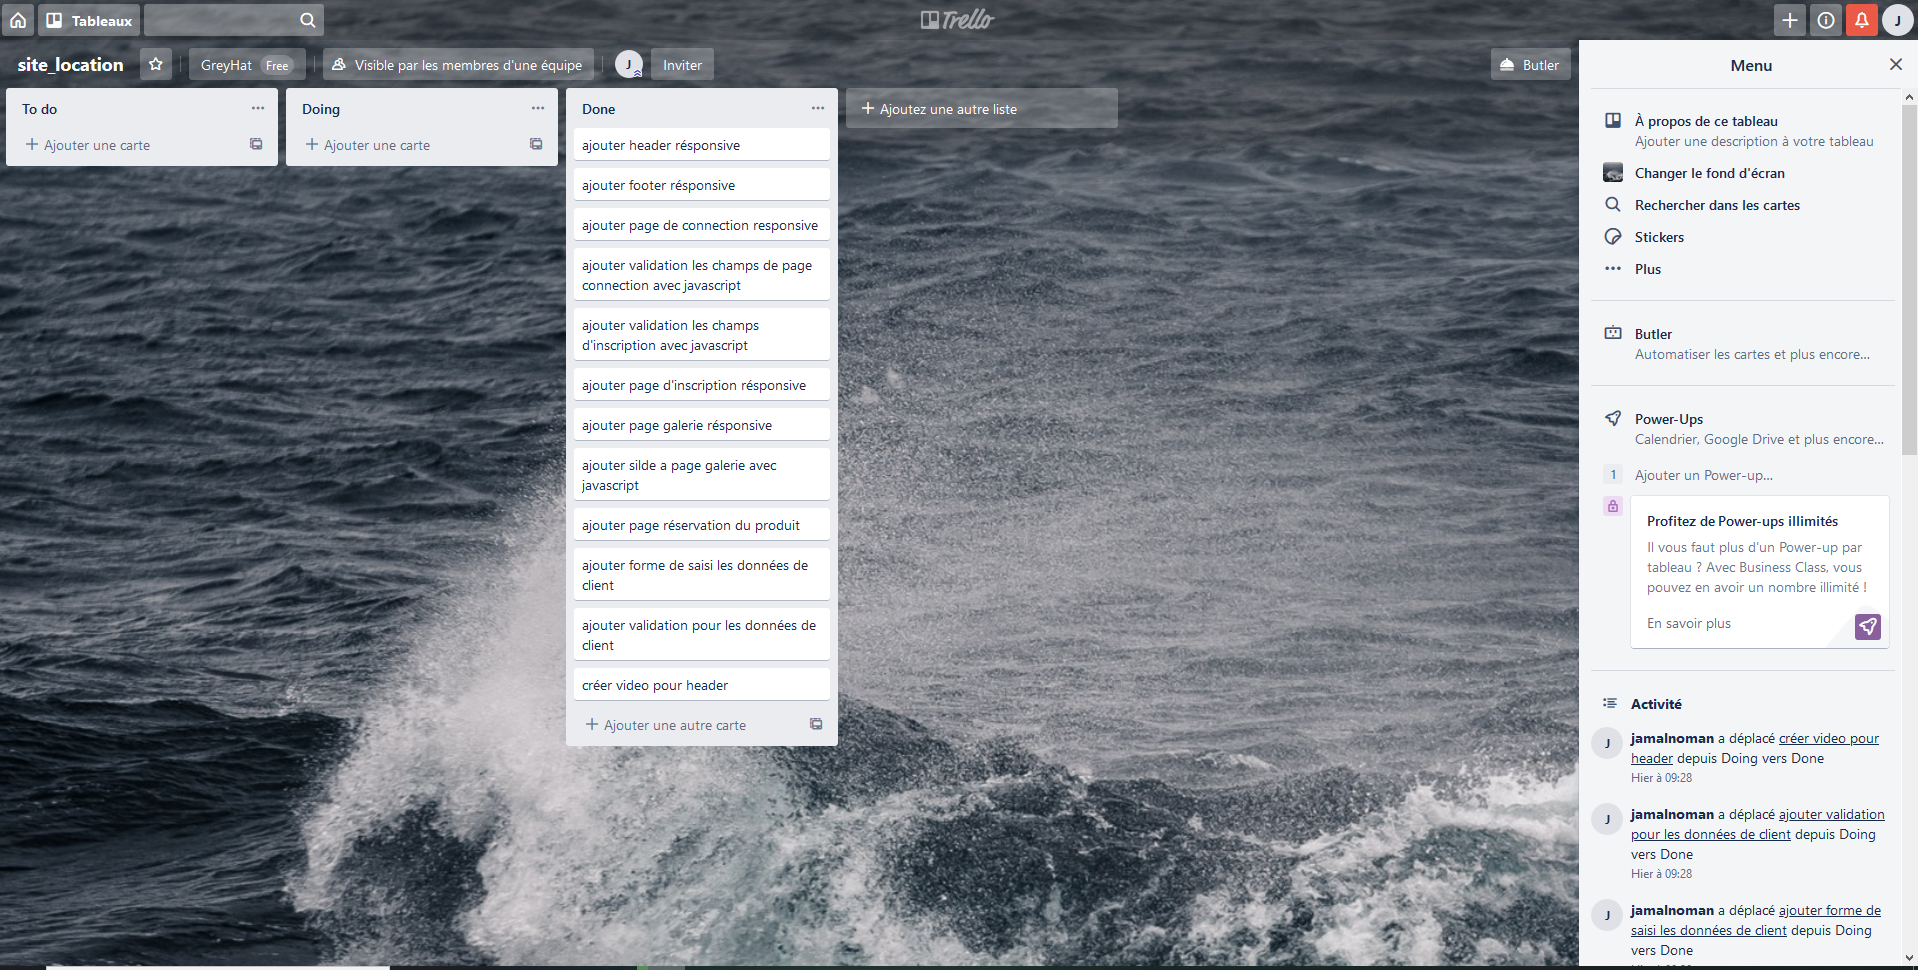 Tableaux
Trello
J
site_location
GreyHat Free
Visible par les membres d'une équipe
J
Inviter
Butler
To do
Ajouter une carte
Doing
Ajouter une carte
Done
ajouter header résponsive
ajouter footer résponsive
ajouter page de connection responsive
ajouter validation les champs de page
connection avec javascript
ajouter validation les champs
d'inscription avec javascript
ajouter page d'inscription résponsive
ajouter page galerie résponsive
ajouter silde a page galerie avec
javascript
ajouter page réservation du produit
ajouter forme de saisi les données de
client
ajouter validation pour les données de
client
créer video pour header
Ajouter une autre carte
Ajoutez une autre liste
Menu
À propos de ce tableau
Ajouter une description à votre tableau
Changer le fond d'écran
Rechercher dans les cartes
Stickers
Plus
Butler
Automatiser les cartes et plus encore...
Power-Ups
Calendrier, Google Drive et plus encore...
1 Ajouter un Power-up...
Profitez de Power-ups illimités
Il vous faut plus d'un Power-up par
tableau ? Avec Business Class, vous
pouvez en avoir un nombre illimité !
En savoir plus
Activité
J
jamalnoman a déplacé créer video pour
header depuis Doing vers Done
Hier à 09:28
J
jamalnoman a déplacé ajouter validation
pour les données de client depuis Doing
vers Done
Hier à 09:28
J
jamalnoman a déplacé ajouter forme de
saisi les données de client depuis Doing
vers Done